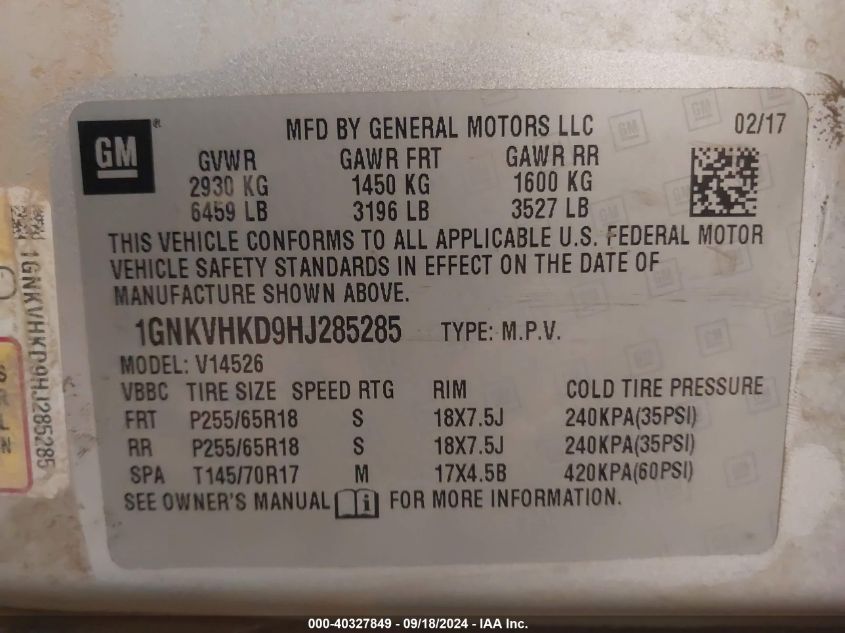 GM®
MFD BY GENERAL MOTORS LLC 02/17
GVWR GAWR FRT GAWR RR
2930 KG 1450 KG 1600 KG
6459 LB 3196 LB 3527 LB
THIS VEHICLE CONFORMS TO ALL APPLICABLE U.S. FEDERAL MOTOR
VEHICLE SAFETY STANDARDS IN EFFECT ON THE DATE OF
MANUFACTURE SHOWN ABOVE.
1GNKVHKD9HJ285285 TYPE: M.P.V.
MODEL: V14526
VBBC TIRE SIZE SPEED RTG RIM COLD TIRE PRESSURE
FRT P255/65R18 S 18X7.5J 240KPA(35PSI)
RR P255/65R18 S 18X7.5J 240KPA(35PSI)
SPA T145/70R17 M 17X4.5B 420KPA(60PSI)
SEE OWNER'S MANUAL i FOR MORE INFORMATION.
1GNKVHKD9HJ285285
000-40327849 - 09/18/2024 - IAA Inc.